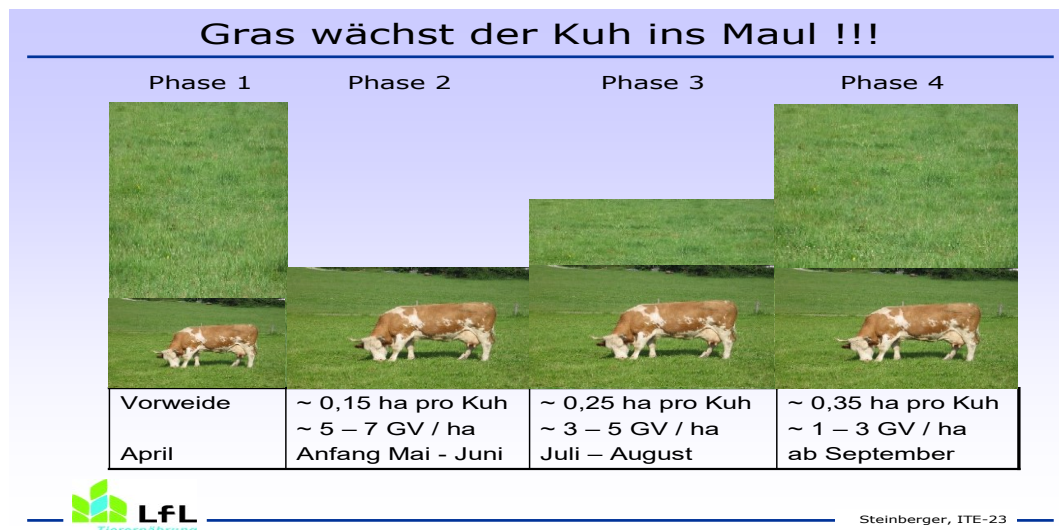 Gras wächst der Kuh ins Maul !!!
Phase 1 Phase 2 Phase 3 Phase 4
Vorweide ~ 0,15 ha pro Kuh ~ 0,25 ha pro Kuh ~ 0,35 ha pro Kuh
~ 5 – 7 GV / ha ~ 3 – 5 GV / ha ~ 1 – 3 GV / ha
April Anfang Mai - Juni Juli – August ab September
LfL
Tierernährung
Steinberger, ITE-23